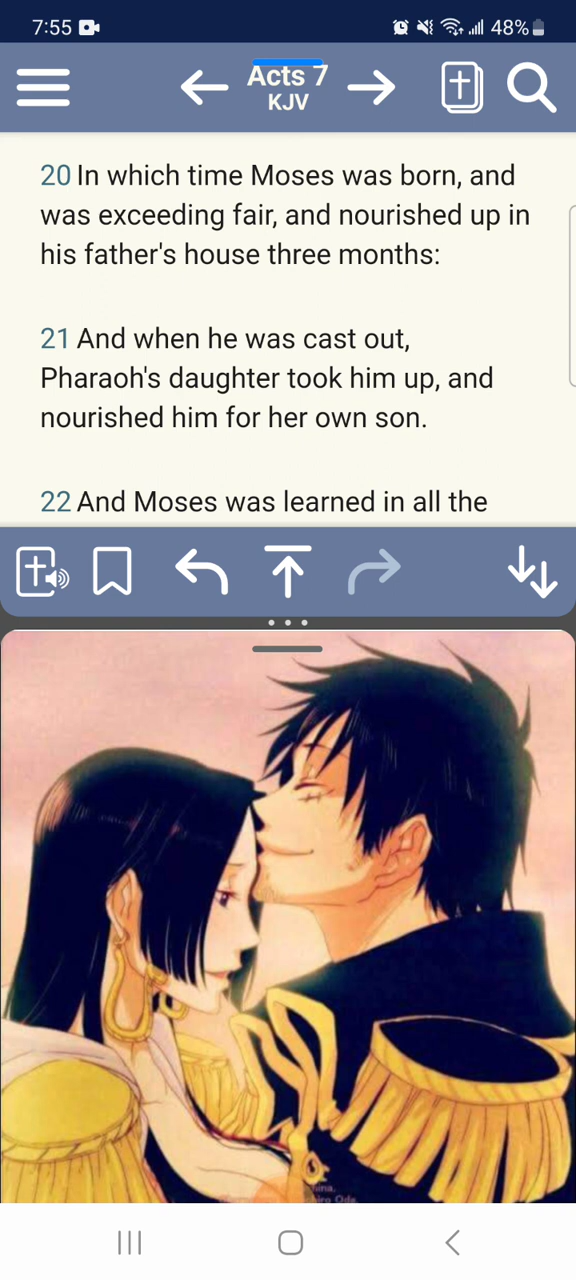 7:55
48%
Acts 7
KJV
20 In which time Moses was born, and
was exceeding fair, and nourished up in
his father's house three months:
21 And when he was cast out,
Pharaoh's daughter took him up, and
nourished him for her own son.
22 And Moses was learned in all the
Oda